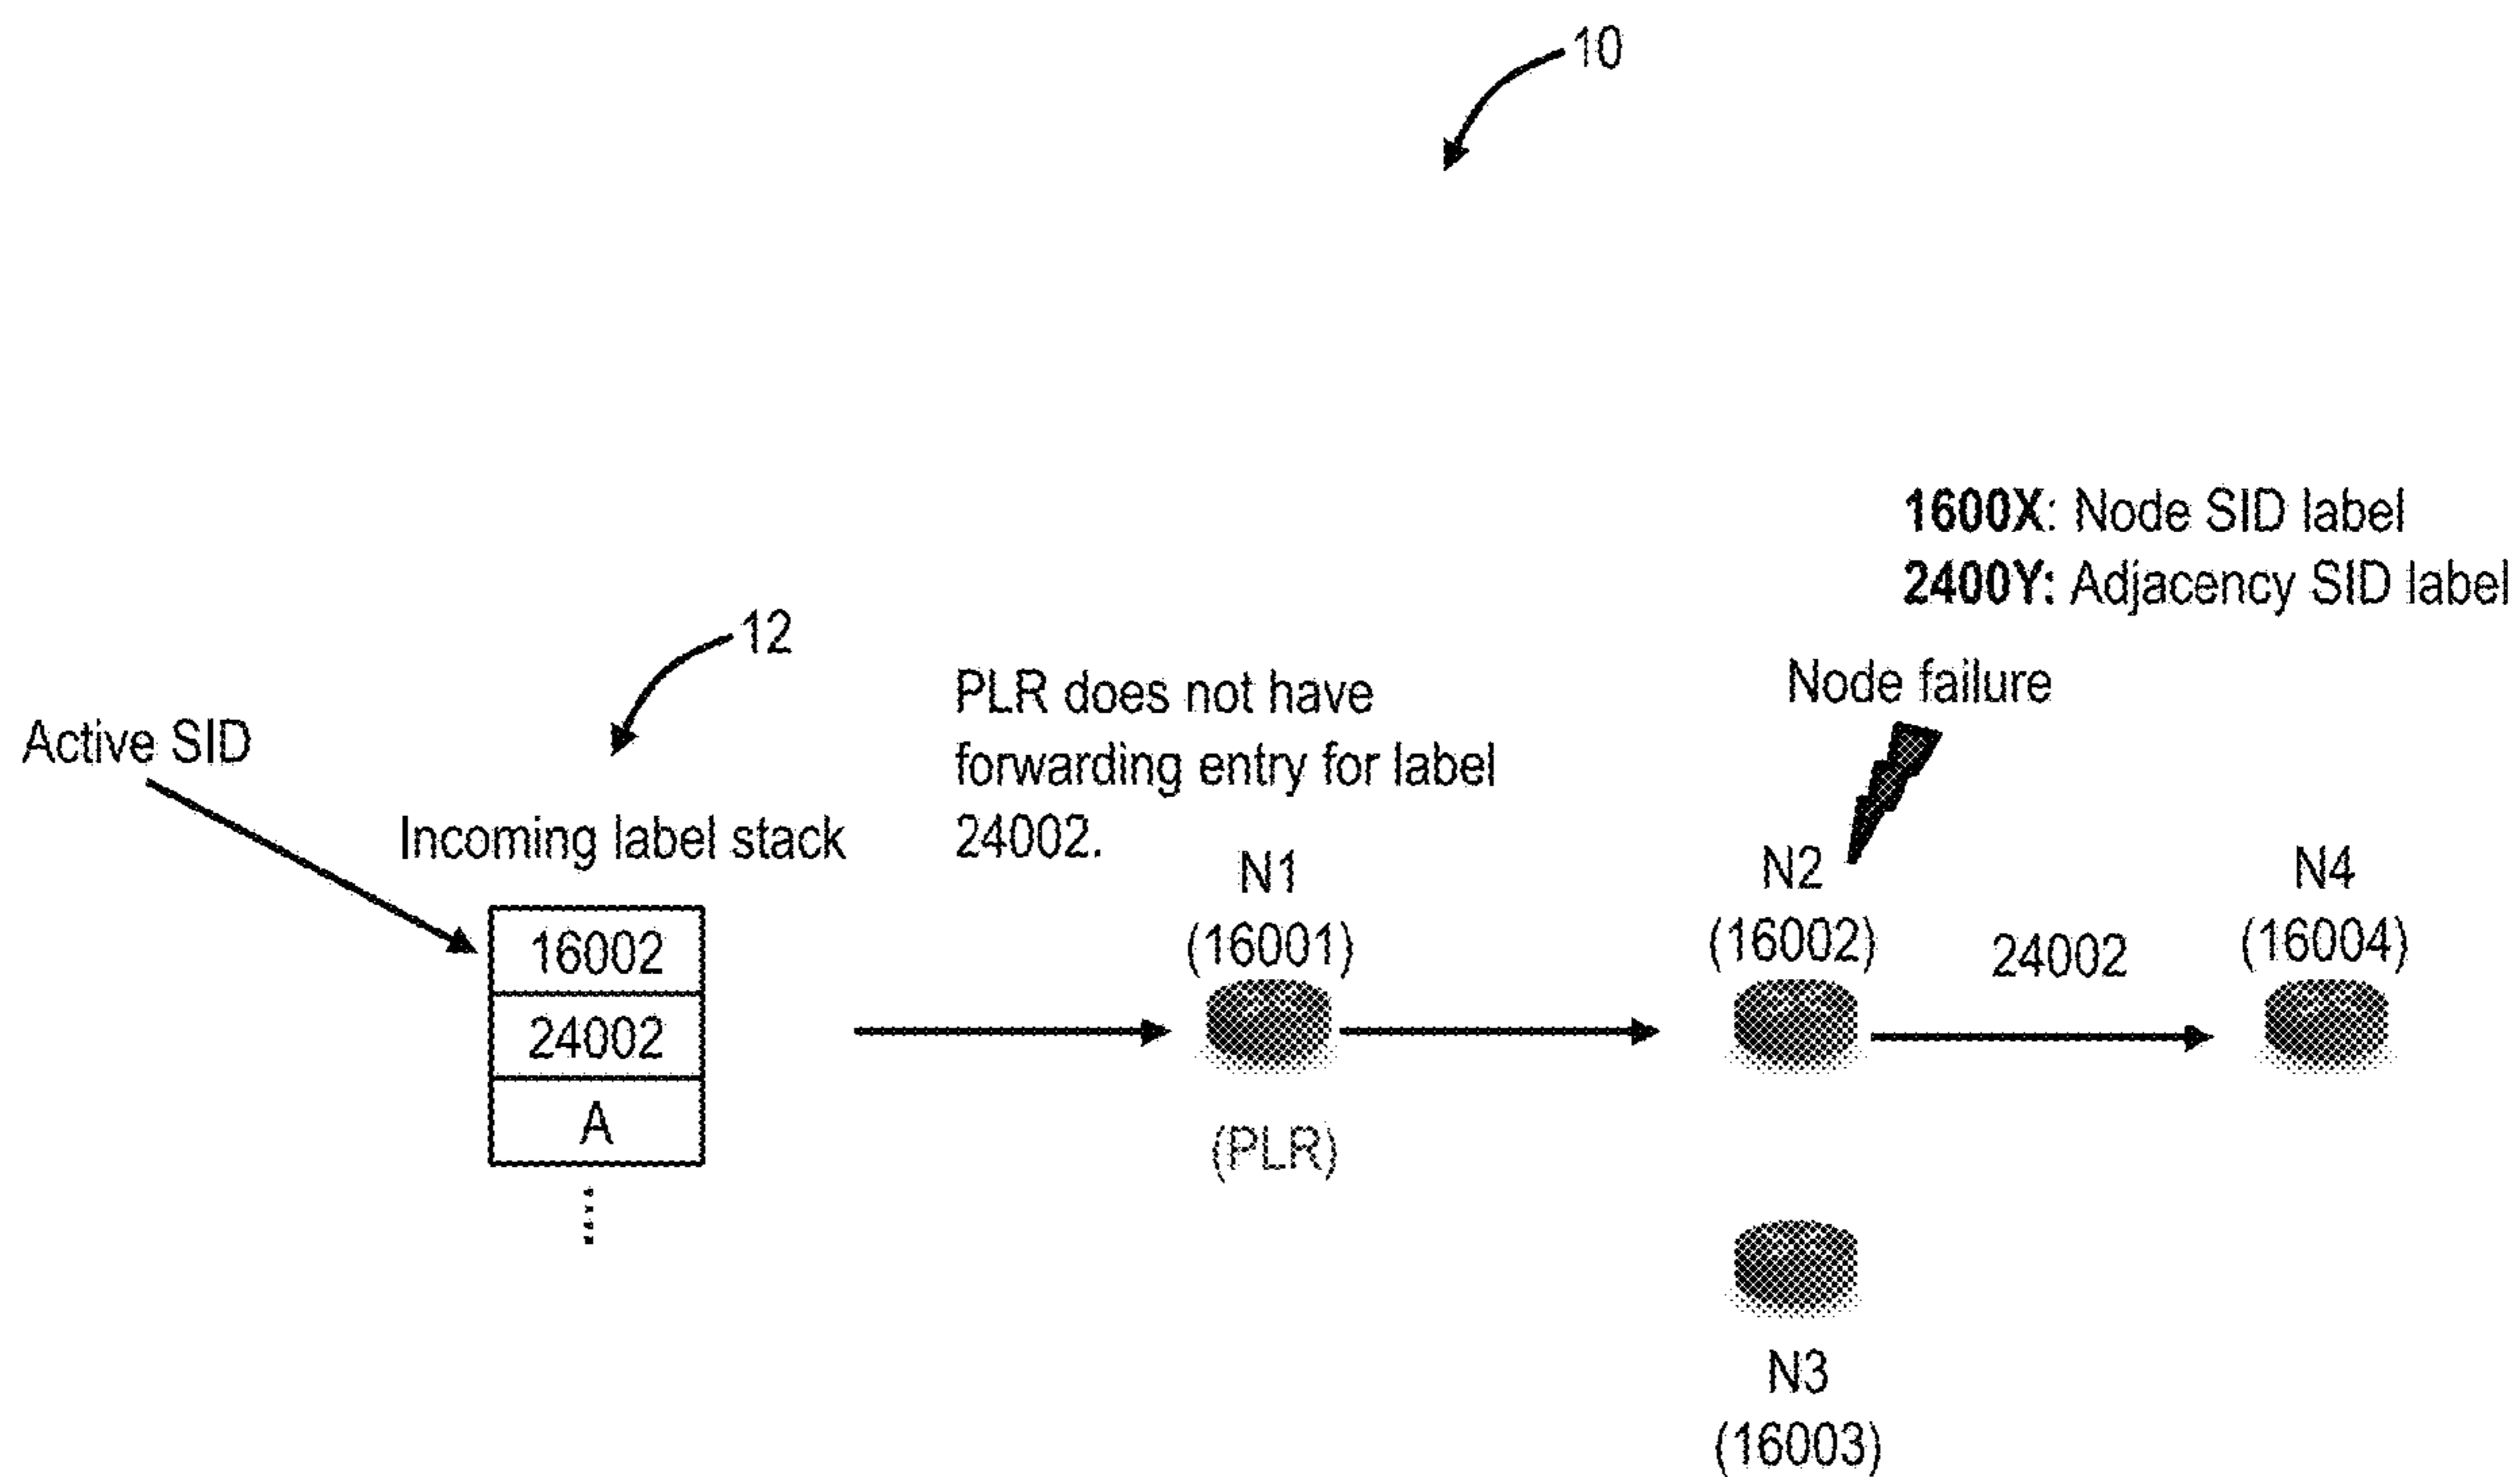 10
1600X: Node SID label
2400Y: Adjacency SID label
12
Node failure
PLR does not have
forwarding entry for label
24002.
Active SID
Incoming label stack
N1
(16001)
N2
(16002)
N4
(16004)
16002
24002
24002
A
(PLR)
N3
(16003)